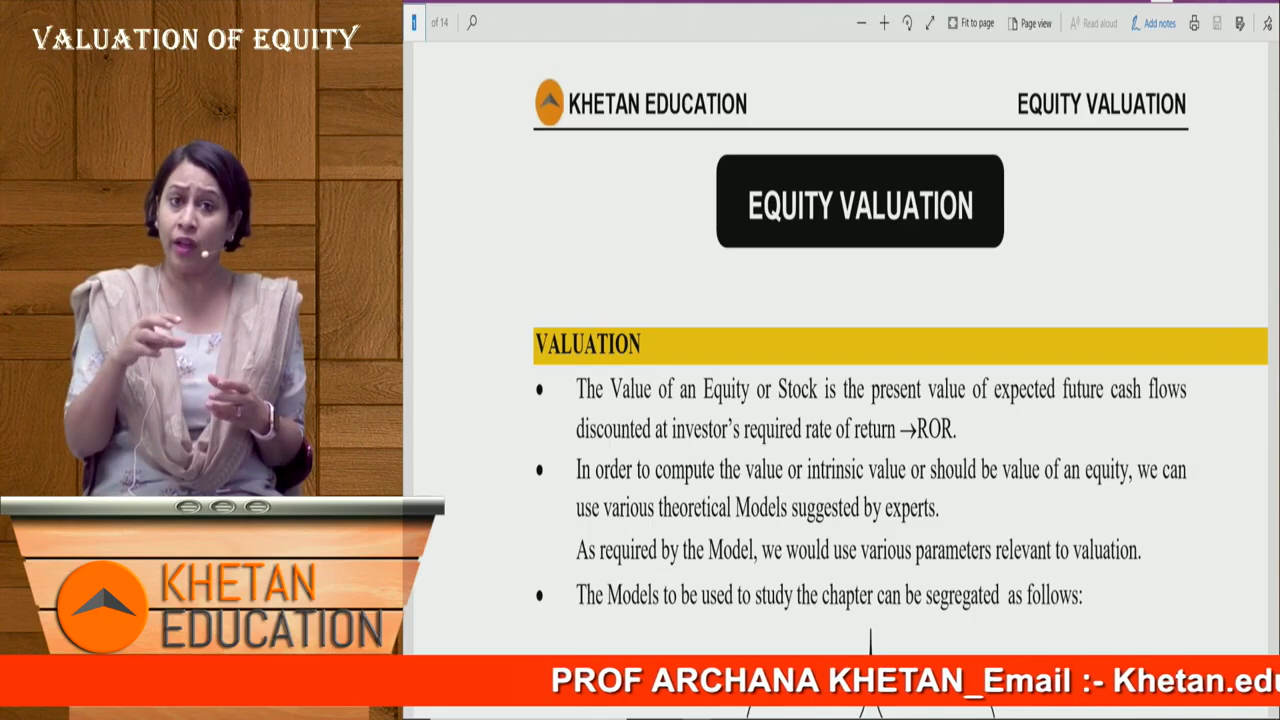 VALUATION OF EQUITY
1 of 14
Fit to page
Page view
Read aloud
Add notes
KHETAN EDUCATION
EQUITY VALUATION
EQUITY VALUATION
VALUATION
• The Value of an Equity or Stock is the present value of expected future cash flows
discounted at investor's required rate of return →ROR.
• In order to compute the value or intrinsic value or should be value of an equity, we can
use various theoretical Models suggested by experts.
As required by the Model, we would use various parameters relevant to valuation.
• The Models to be used to study the chapter can be segregated as follows:
KHETAN
EDUCATION
PROF ARCHANA KHETAN_Email :- Khetan.edu